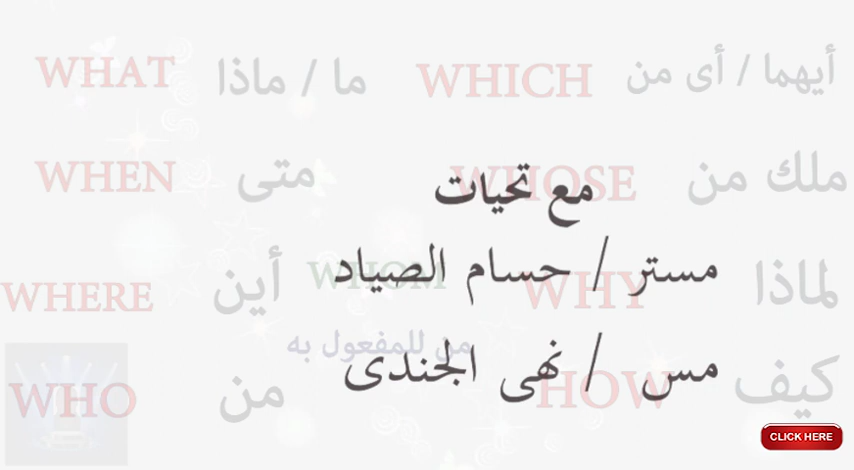 WHAT ما / ماذا WHICH أيهما / أى من
WHEN متى WHOSE ملك من
مع تحيات
WHERE أين WHOM WHY لماذا
مستر / حسام الصياد
من للمفعول به
مس / نهى الجندى
WHO من HOW كيف
CLICK HERE